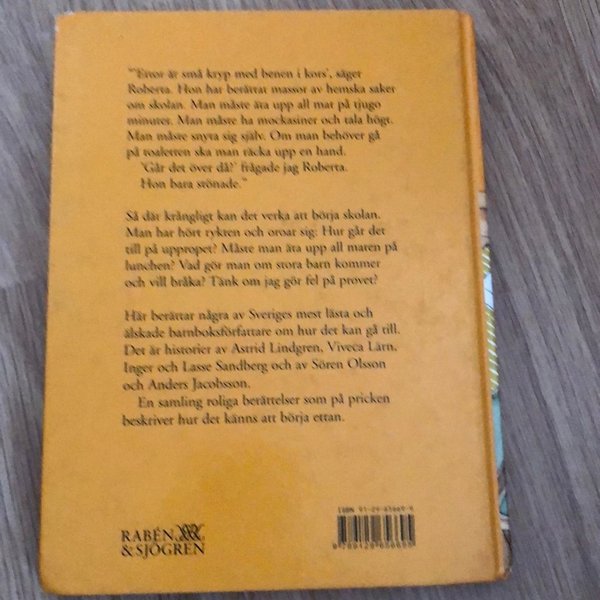 "'Ettor är små kryp med benen i kors', säger
Roberta. Hon har berättat massor av hemska saker
om skolan. Man måste äta upp all mat på tjugo
minuter. Man måste ha mockasiner och tala högt.
Man måste snyta sig själv. Om man behöver gå
på toaletten ska man räcka upp en hand.
'Går det över då?' frågade jag Roberta.
Hon bara stönade."
Så där krångligt kan det verka att börja skolan.
Man har hört rykten och oroar sig: Hur går det
till på uppropet? Måste man äta upp all maten på
lunchen? Vad gör man om stora barn kommer
och vill bråka? Tänk om jag gör fel på provet?
Här berättar några av Sveriges mest lästa och
älskade barnboksförfattare om hur det kan gå till.
Det är historier av Astrid Lindgren, Viveca Lärn,
Inger och Lasse Sandberg och av Sören Olsson
och Anders Jacobsson.
En samling roliga berättelser som på pricken
beskriver hur det känns att börja ettan.
ISBN 91-29-65669-6
RABÉN
& SJÖGREN